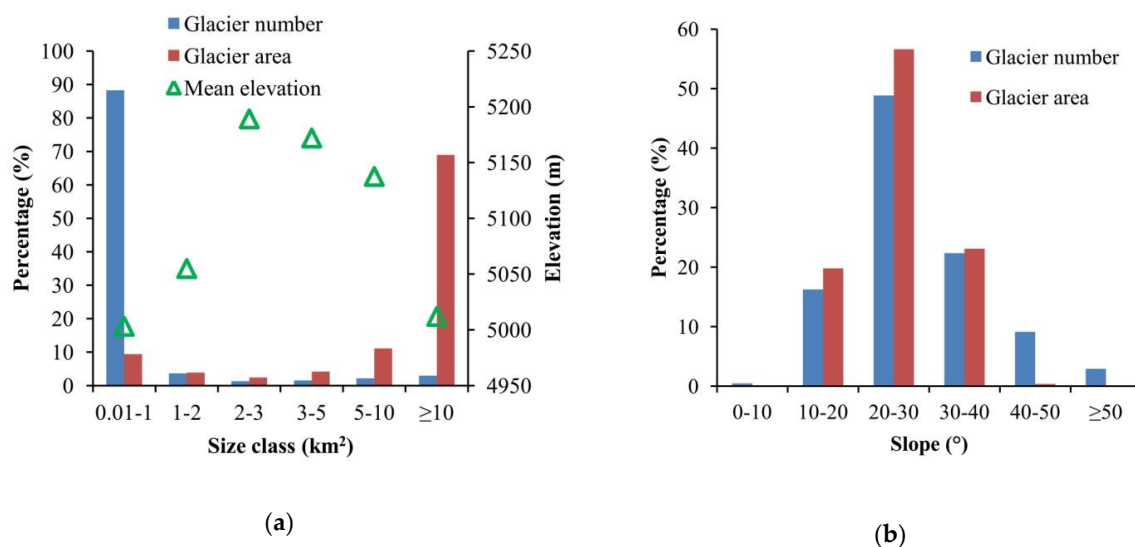 Glacier number
Glacier area
Mean elevation
Percentage (%)
100
90
80
70
60
50
40
30
20
10
0
5250
5200
5150
5100
5050
5000
4950
Elevation (m)
0.01-1 1-2 2-3 3-5 5-10 ≥10
Size class (km²)
(a)
Glacier number
Glacier area
Percentage (%)
60
50
40
30
20
10
0
0-10 10-20 20-30 30-40 40-50 ≥50
Slope (°)
(b)